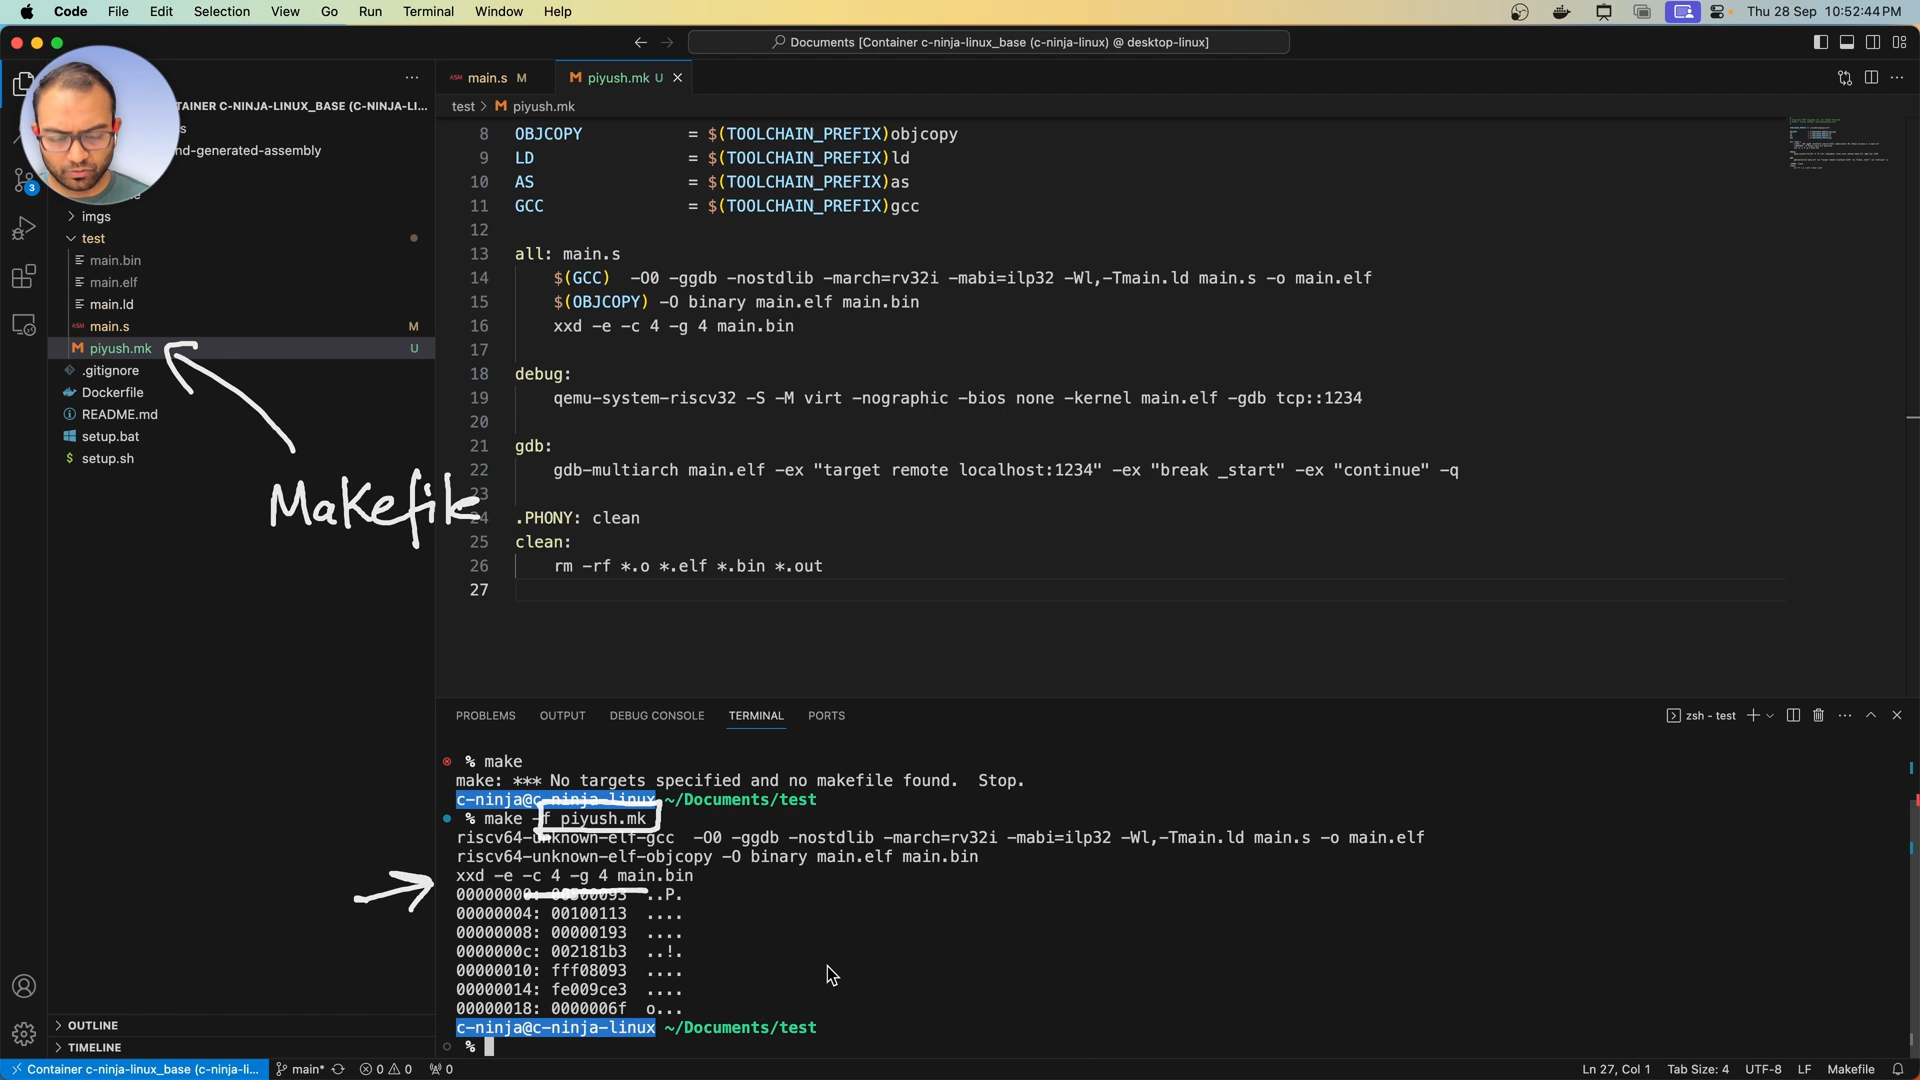 Code File Edit Selection View Go Run Terminal Window Help Thu 28 Sep 10:52:44 PM
Documents [Container c-ninja-linux_base (c-ninja-linux) @ desktop-linux]
TAINER C-NINJA-LINUX_BASE (C-NINJA-LI...
s
nd-generated-assembly
imgs
test
main.bin
main.elf
main.ld
ASM main.s M
M piyush.mk U
.gitignore
Dockerfile
README.md
setup.bat
$ setup.sh
3
Makefile
OUTLINE
TIMELINE
ASM main.s M M piyush.mk U
test > M piyush.mk
8 OBJCOPY = $(TOOLCHAIN_PREFIX)objcopy
9 LD = $(TOOLCHAIN_PREFIX)ld
10 AS = $(TOOLCHAIN_PREFIX)as
11 GCC = $(TOOLCHAIN_PREFIX)gcc
12
13 all: main.s
14 $(GCC) -O0 -ggdb -nostdlib -march=rv32i -mabi=ilp32 -Wl,-Tmain.ld main.s -o main.elf
15 $(OBJCOPY) -O binary main.elf main.bin
16 xxd -e -c 4 -g 4 main.bin
17
18 debug:
19 qemu-system-riscv32 -S -M virt -nographic -bios none -kernel main.elf -gdb tcp::1234
20
21 gdb:
22 gdb-multiarch main.elf -ex "target remote localhost:1234" -ex "break _start" -ex "continue" -q
23
24 .PHONY: clean
25 clean:
26 rm -rf *.o *.elf *.bin *.out
27
PROBLEMS OUTPUT DEBUG CONSOLE TERMINAL PORTS zsh - test
% make
make: *** No targets specified and no makefile found.  Stop.
c-ninja@c-ninja-linux ~/Documents/test
% make -f piyush.mk
riscv64-unknown-elf-gcc  -O0 -ggdb -nostdlib -march=rv32i -mabi=ilp32 -Wl,-Tmain.ld main.s -o main.elf
riscv64-unknown-elf-objcopy -O binary main.elf main.bin
xxd -e -c 4 -g 4 main.bin
00000000: 00500093 ..P.
00000004: 00100113 ....
00000008: 00000193 ....
0000000c: 002181b3 ..!.
00000010: fff08093 ....
00000014: fe009ce3 ....
00000018: 0000006f o...
c-ninja@c-ninja-linux ~/Documents/test
%
Container c-ninja-linux_base (c-ninja-li... main* 0 0 0 Ln 27, Col 1 Tab Size: 4 UTF-8 LF Makefile